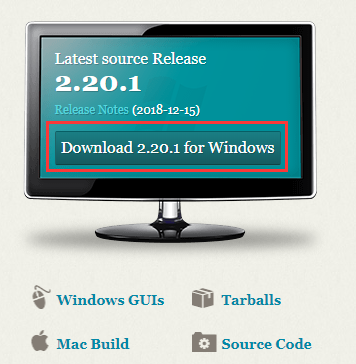 Latest source Release
2.20.1
Release Notes (2018-12-15)
Download 2.20.1 for Windows
Windows GUIs
Tarballs
Mac Build
Source Code